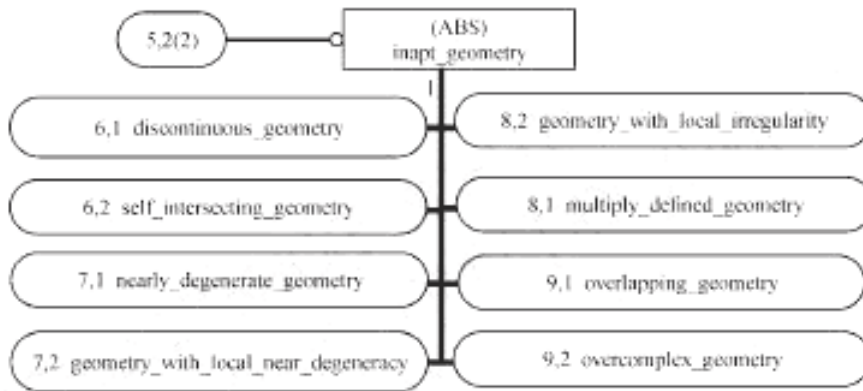 5,2(2)
(ABS)
inapt_geometry
1
6,1 discontinuous_geometry
8,2 geometry_with_local_irregularity
6,2 self_intersecting_geometry
8,1 multiply_defined_geometry
7,1 nearly_degenerate_geometry
9,1 overlapping_geometry
7,2 geometry_with_local_near_degeneracy
9,2 overcomplex_geometry